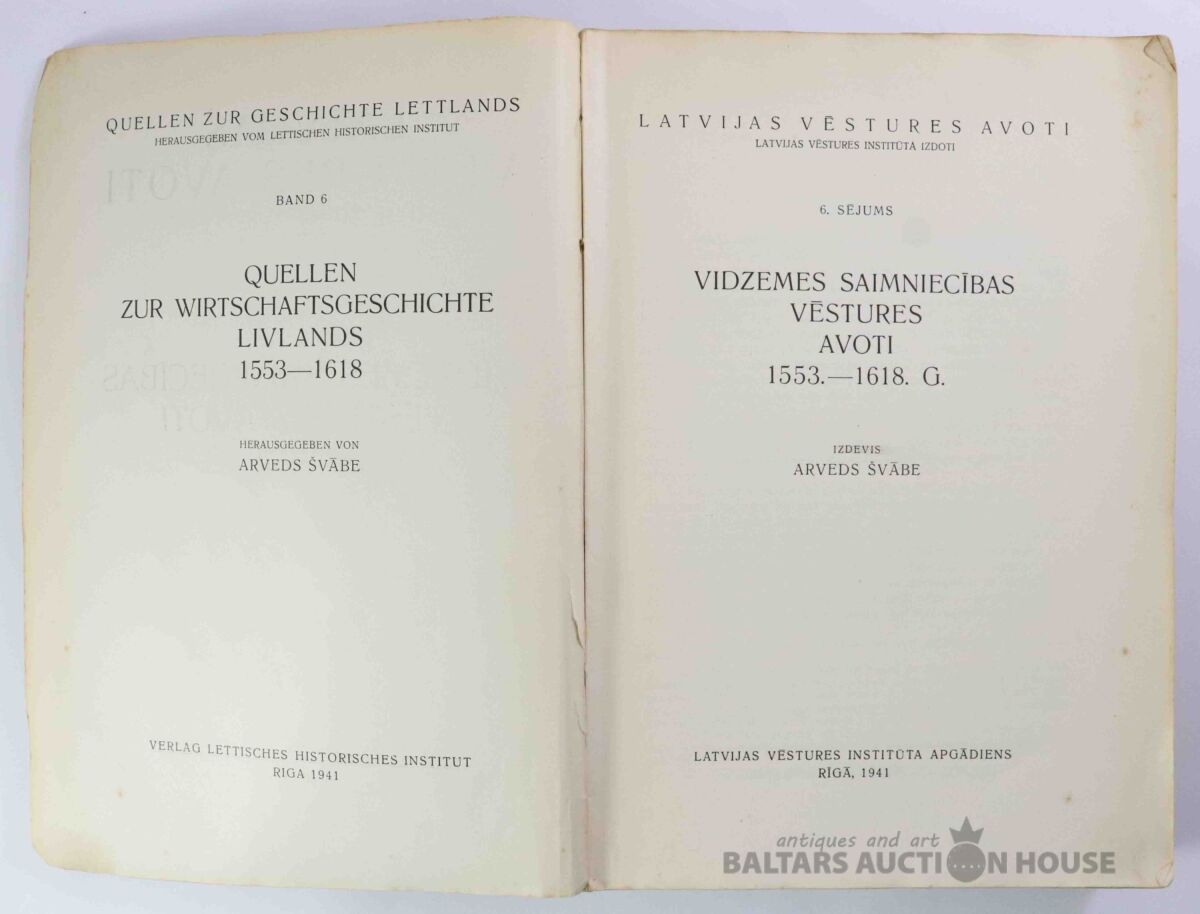 QUELLEN ZUR GESCHICHTE LETTLANDS
HERAUSGEGEBEN VOM LETTISCHEN HISTORISCHEN INSTITUT
BAND 6
QUELLEN
ZUR WIRTSCHAFTSGESCHICHTE
LIVLANDS
1553—1618
HERAUSGEGEBEN VON
ARVEDS ŠVĀBE
VERLAG LETTISCHES HISTORISCHES INSTITUT
RIGA 1941
LATVIJAS VĒSTURES AVOTI
LATVIJAS VĒSTURES INSTITŪTA IZDOTI
6. SĒJUMS
VIDZEMES SAIMNIECĪBAS
VĒSTURES
AVOTI
1553.—1618. G.
IZDEVIS
ARVEDS ŠVĀBE
LATVIJAS VĒSTURES INSTITŪTA APGĀDIENS
RĪGĀ, 1941
antiques and art
BALTARS AUCTION HOUSE